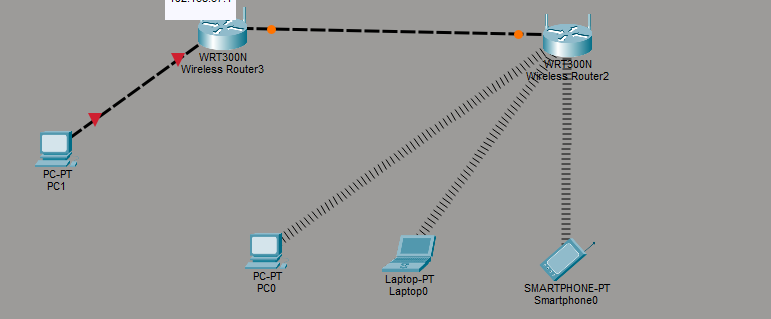 WRT300N
Wireless Router3
WRT300N
Wireless Router2
PC-PT
PC1
PC-PT
PC0
Laptop-PT
Laptop0
SMARTPHONE-PT
Smartphone0